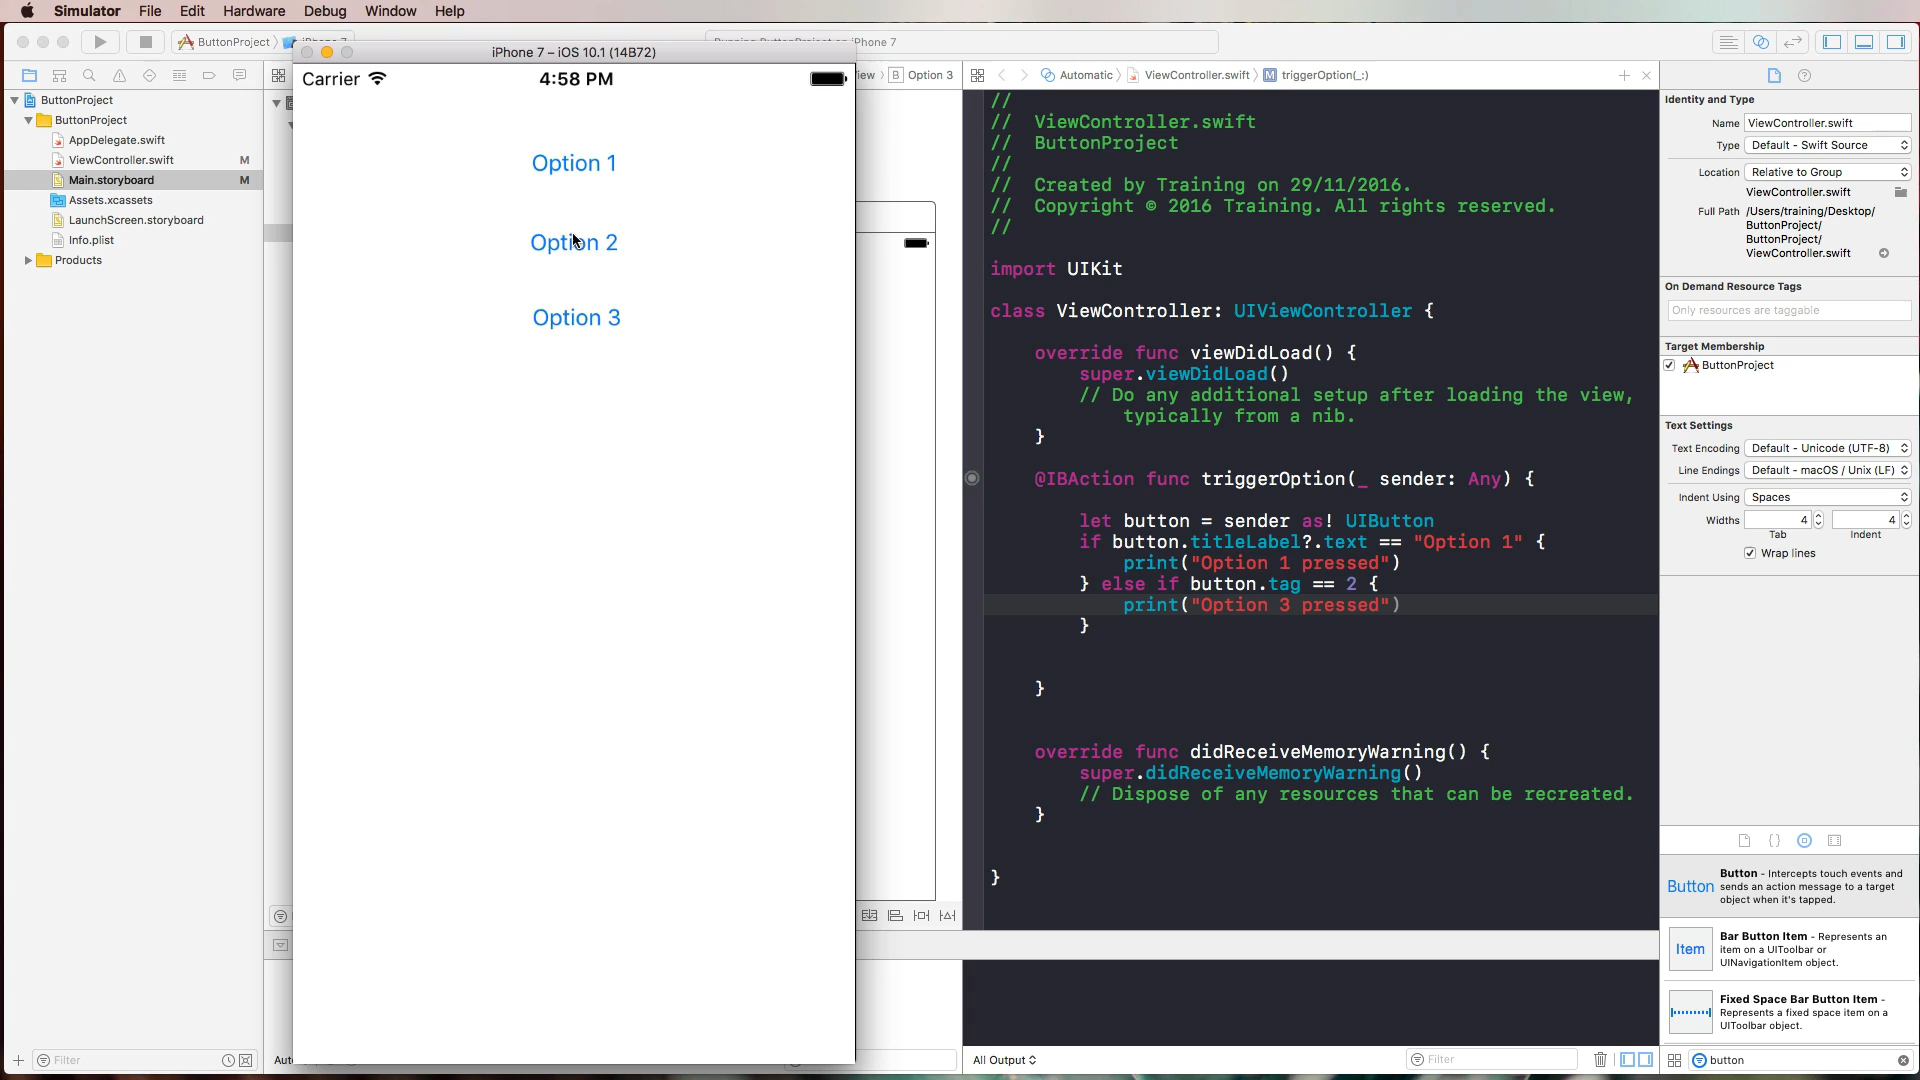 Simulator File Edit Hardware Debug Window Help
ButtonProject
iPhone 7 – iOS 10.1 (14B72)
Carrier 4:58 PM
Option 1
Option 2
Option 3
ButtonProject
ButtonProject
AppDelegate.swift
ViewController.swift M
Main.storyboard M
Assets.xcassets
LaunchScreen.storyboard
Info.plist
Products
Filter
B Option 3
Automatic ViewController.swift M triggerOption(_:)
//
// ViewController.swift
// ButtonProject
//
// Created by Training on 29/11/2016.
// Copyright © 2016 Training. All rights reserved.
//
import UIKit
class ViewController: UIViewController {
override func viewDidLoad() {
super.viewDidLoad()
// Do any additional setup after loading the view,
typically from a nib.
}
@IBAction func triggerOption(_ sender: Any) {
let button = sender as! UIButton
if button.titleLabel?.text == "Option 1" {
print("Option 1 pressed")
} else if button.tag == 2 {
print("Option 3 pressed")
}
}
override func didReceiveMemoryWarning() {
super.didReceiveMemoryWarning()
// Dispose of any resources that can be recreated.
}
}
All Output
Filter
Identity and Type
Name ViewController.swift
Type Default - Swift Source
Location Relative to Group
ViewController.swift
Full Path /Users/training/Desktop/
ButtonProject/
ButtonProject/
ViewController.swift
On Demand Resource Tags
Only resources are taggable
Target Membership
ButtonProject
Text Settings
Text Encoding Default - Unicode (UTF-8)
Line Endings Default - macOS / Unix (LF)
Indent Using Spaces
Widths 4 4
Tab Indent
Wrap lines
{}
Button
Button - Intercepts touch events and
sends an action message to a target
object when it's tapped.
Item
Bar Button Item - Represents an
item on a UIToolbar or
UINavigationItem object.
Fixed Space Bar Button Item -
Represents a fixed space item on a
UIToolbar object.
button